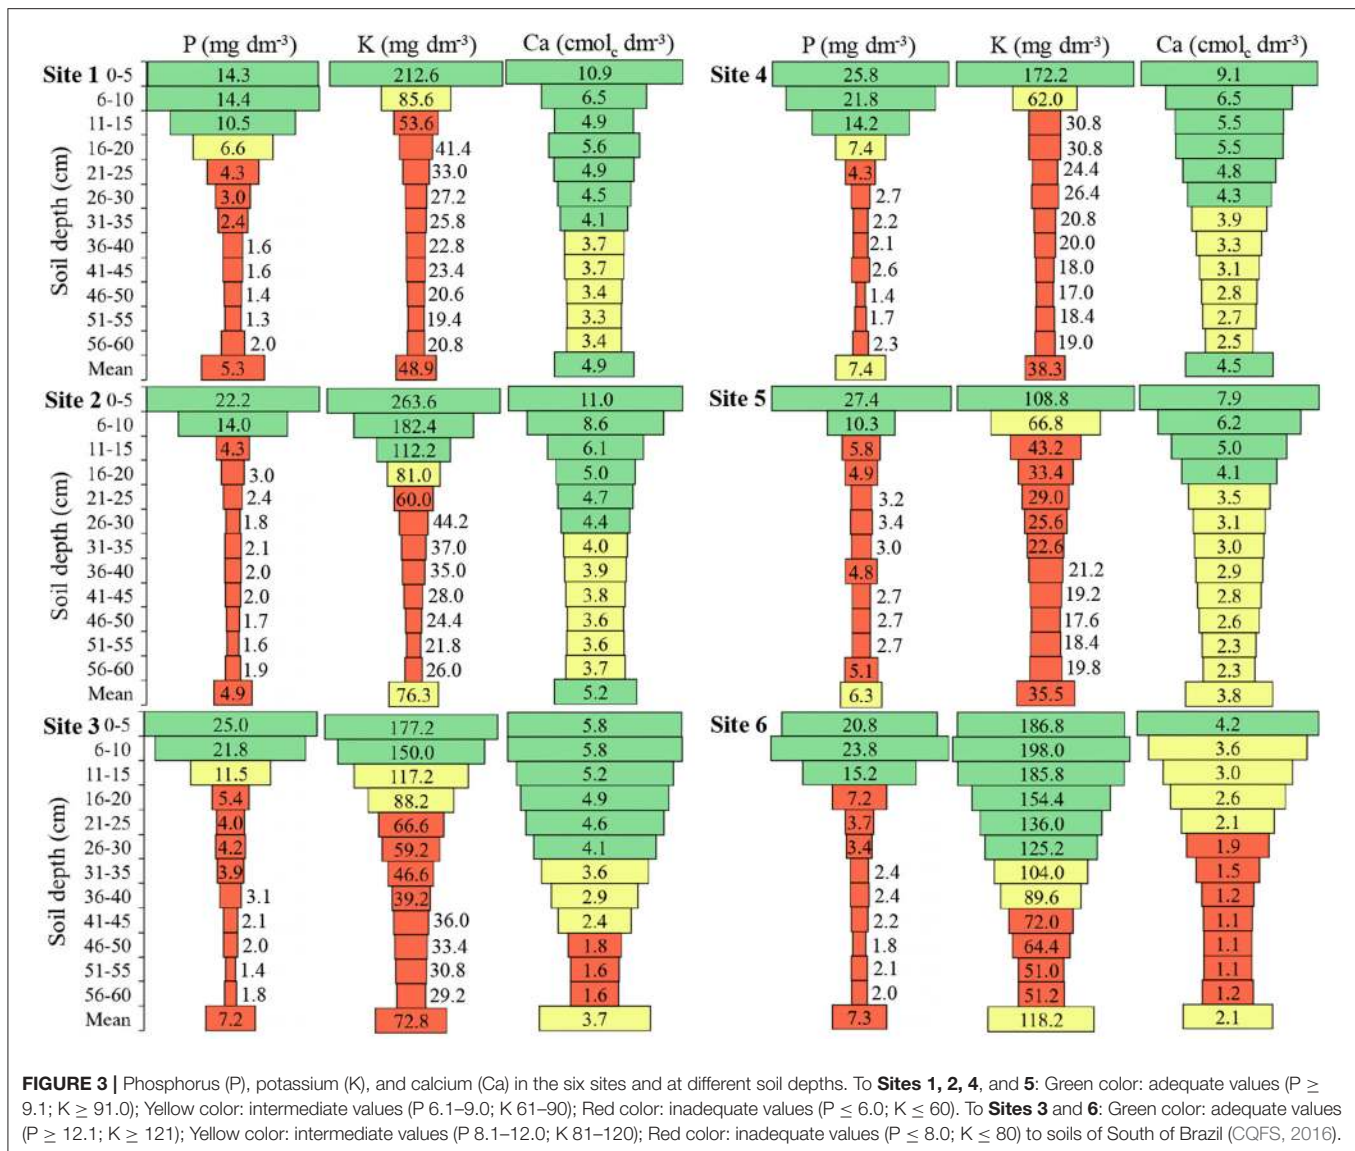 P (mg dm-3) K (mg dm-3) Ca (cmolc dm-3) P (mg dm-3) K (mg dm-3) Ca (cmolc dm-3)
Site 1 0-5 14.3 212.6 10.9 Site 4 25.8 172.2 9.1
6-10 14.4 85.6 6.5 21.8 62.0 6.5
11-15 10.5 53.6 4.9 14.2 30.8 5.5
16-20 6.6 41.4 5.6 7.4 30.8 5.5
21-25 4.3 33.0 4.9 4.3 24.4 4.8
26-30 3.0 27.2 4.5 2.7 26.4 4.3
31-35 2.4 25.8 4.1 2.2 20.8 3.9
36-40 1.6 22.8 3.7 2.1 20.0 3.3
41-45 1.6 23.4 3.7 2.6 18.0 3.1
46-50 1.4 20.6 3.4 1.4 17.0 2.8
51-55 1.3 19.4 3.3 1.7 18.4 2.7
56-60 2.0 20.8 3.4 2.3 19.0 2.5
Mean 5.3 48.9 4.9 7.4 38.3 4.5
Soil depth (cm)
Site 2 0-5 22.2 263.6 11.0 Site 5 27.4 108.8 7.9
6-10 14.0 182.4 8.6 10.3 66.8 6.2
11-15 4.3 112.2 6.1 5.8 43.2 5.0
16-20 3.0 81.0 5.0 4.9 33.4 4.1
21-25 2.4 60.0 4.7 3.2 29.0 3.5
26-30 1.8 44.2 4.4 3.4 25.6 3.1
31-35 2.1 37.0 4.0 3.0 22.6 3.0
36-40 2.0 35.0 3.9 4.8 21.2 2.9
41-45 2.0 28.0 3.8 2.7 19.2 2.8
46-50 1.7 24.4 3.6 2.7 17.6 2.6
51-55 1.6 21.8 3.6 2.7 18.4 2.3
56-60 1.9 26.0 3.7 5.1 19.8 2.3
Mean 4.9 76.3 5.2 6.3 35.5 3.8
Soil depth (cm)
Site 3 0-5 25.0 177.2 5.8 Site 6 20.8 186.8 4.2
6-10 21.8 150.0 5.8 23.8 198.0 3.6
11-15 11.5 117.2 5.2 15.2 185.8 3.0
16-20 5.4 88.2 4.9 7.2 154.4 2.6
21-25 4.0 66.6 4.6 3.7 136.0 2.1
26-30 4.2 59.2 4.1 3.4 125.2 1.9
31-35 3.9 46.6 3.6 2.4 104.0 1.5
36-40 3.1 39.2 2.9 2.4 89.6 1.2
41-45 2.1 36.0 2.4 2.2 72.0 1.1
46-50 2.0 33.4 1.8 1.8 64.4 1.1
51-55 1.4 30.8 1.6 2.1 51.0 1.1
56-60 1.8 29.2 1.6 2.0 51.2 1.2
Mean 7.2 72.8 3.7 7.3 118.2 2.1
Soil depth (cm)
FIGURE 3 | Phosphorus (P), potassium (K), and calcium (Ca) in the six sites and at different soil depths. To Sites 1, 2, 4, and 5: Green color: adequate values (P ≥
9.1; K ≥ 91.0); Yellow color: intermediate values (P 6.1–9.0; K 61–90); Red color: inadequate values (P ≤ 6.0; K ≤ 60). To Sites 3 and 6: Green color: adequate values
(P ≥ 12.1; K ≥ 121); Yellow color: intermediate values (P 8.1–12.0; K 81–120); Red color: inadequate values (P ≤ 8.0; K ≤ 80) to soils of South of Brazil (CQFS, 2016).